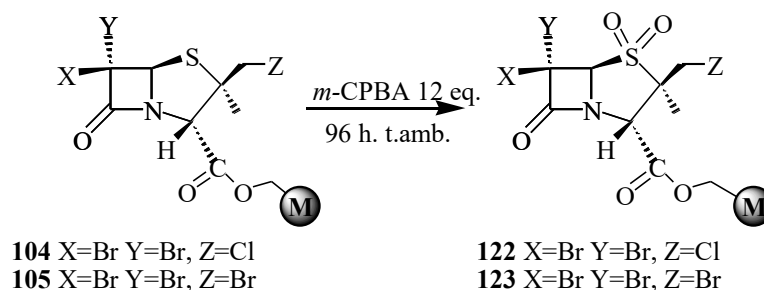 Y
X
S
Z
N
O
H
C
O
O
M
m-CPBA 12 eq.
96 h. t.amb.
Y
O
O
X
S
Z
N
O
H
C
O
O
M
104 X=Br Y=Br, Z=Cl
105 X=Br Y=Br, Z=Br
122 X=Br Y=Br, Z=Cl
123 X=Br Y=Br, Z=Br